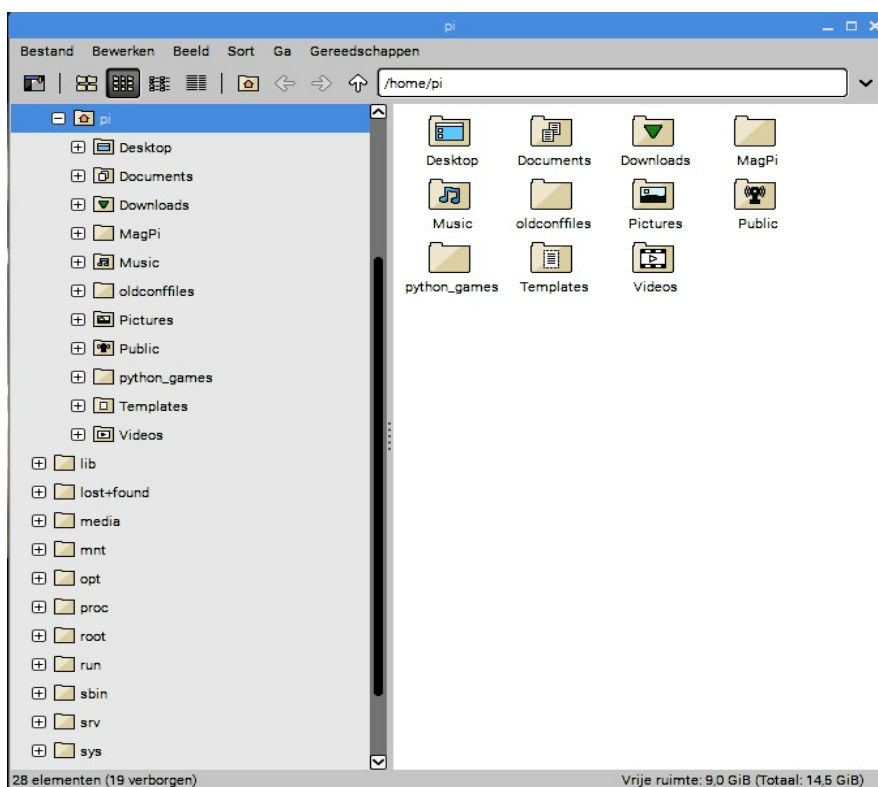 pi
Bestand Bewerken Beeld Sort Ga Gereedschappen
/home/pi
pi
Desktop
Documents
Downloads
MagPi
Music
oldconffiles
Pictures
Public
python_games
Templates
Videos
lib
lost+found
media
mnt
opt
proc
root
run
sbin
srv
sys
Desktop Documents Downloads MagPi
Music oldconffiles Pictures Public
python_games Templates Videos
28 elementen (19 verborgen)
Vrije ruimte: 9,0 GiB (Totaal: 14,5 GiB)